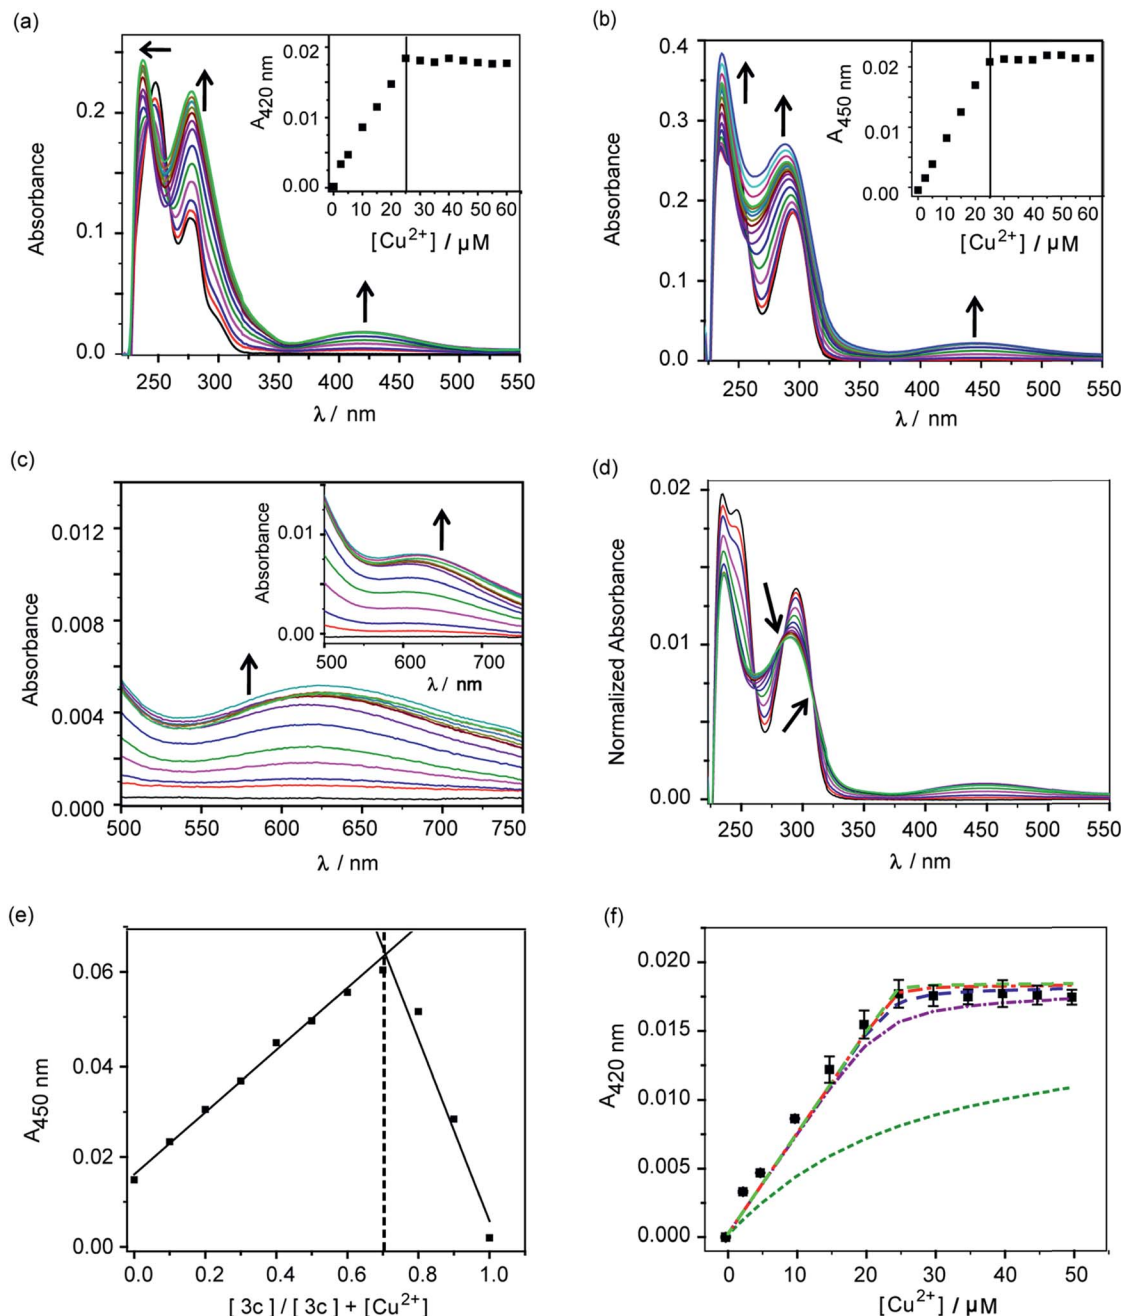 (a)
Absorbance
0.2
0.1
0.0
250 300 350 400 450 500 550
λ / nm
A420 nm
0.02
0.01
0.00
0 10 20 30 40 50 60
[Cu2+] / µM
(b)
Absorbance
0.4
0.3
0.2
0.1
0.0
250 300 350 400 450 500 550
λ / nm
A450 nm
0.02
0.01
0.00
0 10 20 30 40 50 60
[Cu2+] / µM
(c)
Absorbance
0.012
0.008
0.004
0.000
500 550 600 650 700 750
λ / nm
Absorbance
0.01
0.00
500 600 700
λ / nm
(d)
Normalized Absorbance
0.02
0.01
0.00
250 300 350 400 450 500 550
λ / nm
(e)
A450 nm
0.06
0.04
0.02
0.00
0.0 0.2 0.4 0.6 0.8 1.0
[ 3c ] / [ 3c ] + [Cu2+]
(f)
A420 nm
0.020
0.015
0.010
0.005
0.000
0 10 20 30 40 50
[Cu2+] / µM